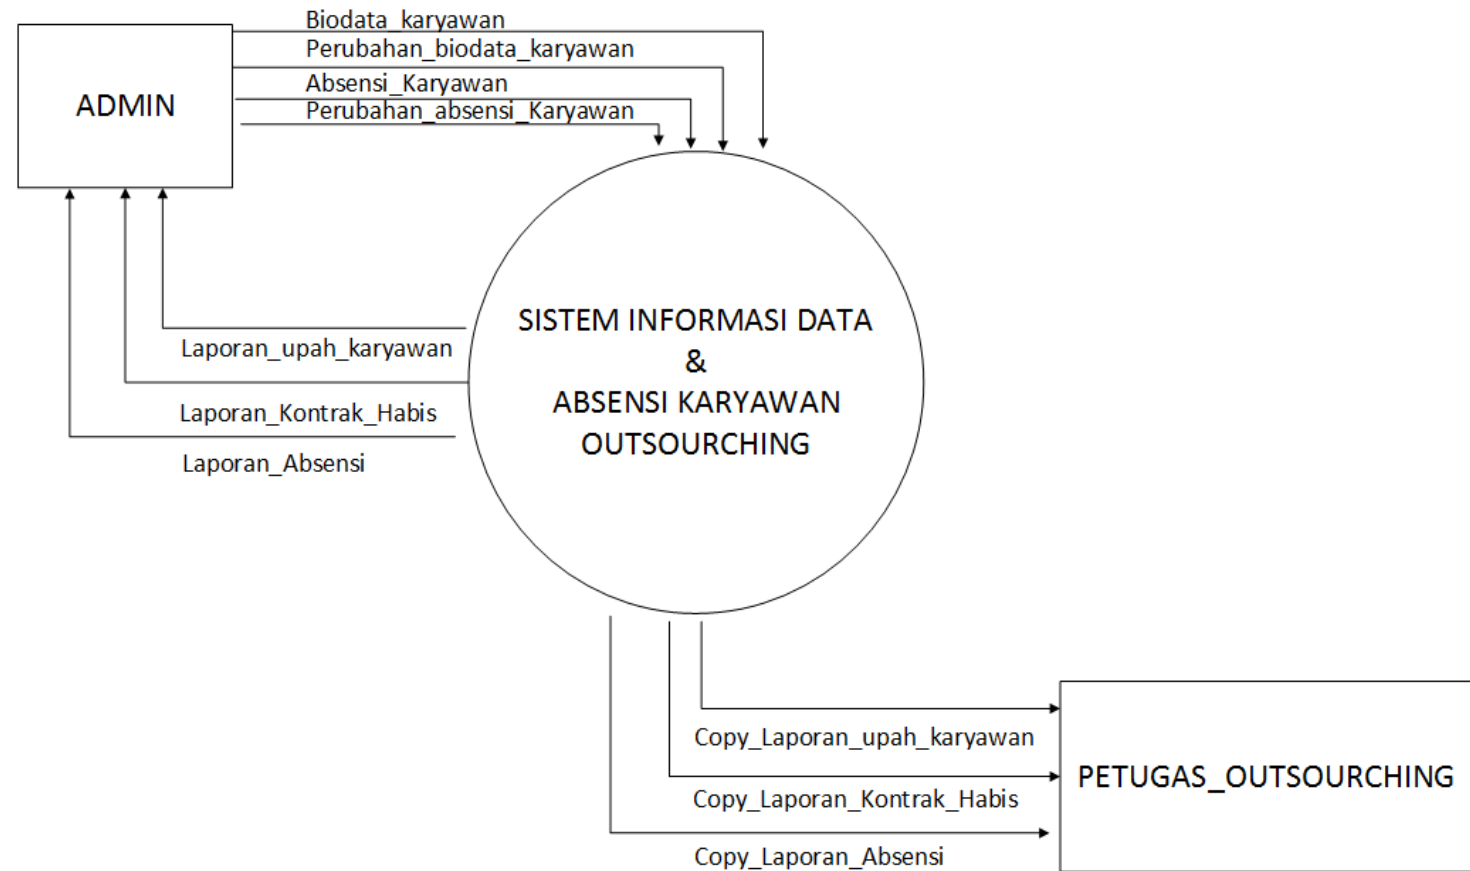 Biodata_karyawan
Perubahan_biodata_karyawan
Absensi_Karyawan
Perubahan_absensi_Karyawan
ADMIN
SISTEM INFORMASI DATA
&
ABSENSI KARYAWAN
OUTSOURCHING
Laporan_upah_karyawan
Laporan_Kontrak_Habis
Laporan_Absensi
Copy_Laporan_upah_karyawan
Copy_Laporan_Kontrak_Habis
Copy_Laporan_Absensi
PETUGAS_OUTSOURCHING